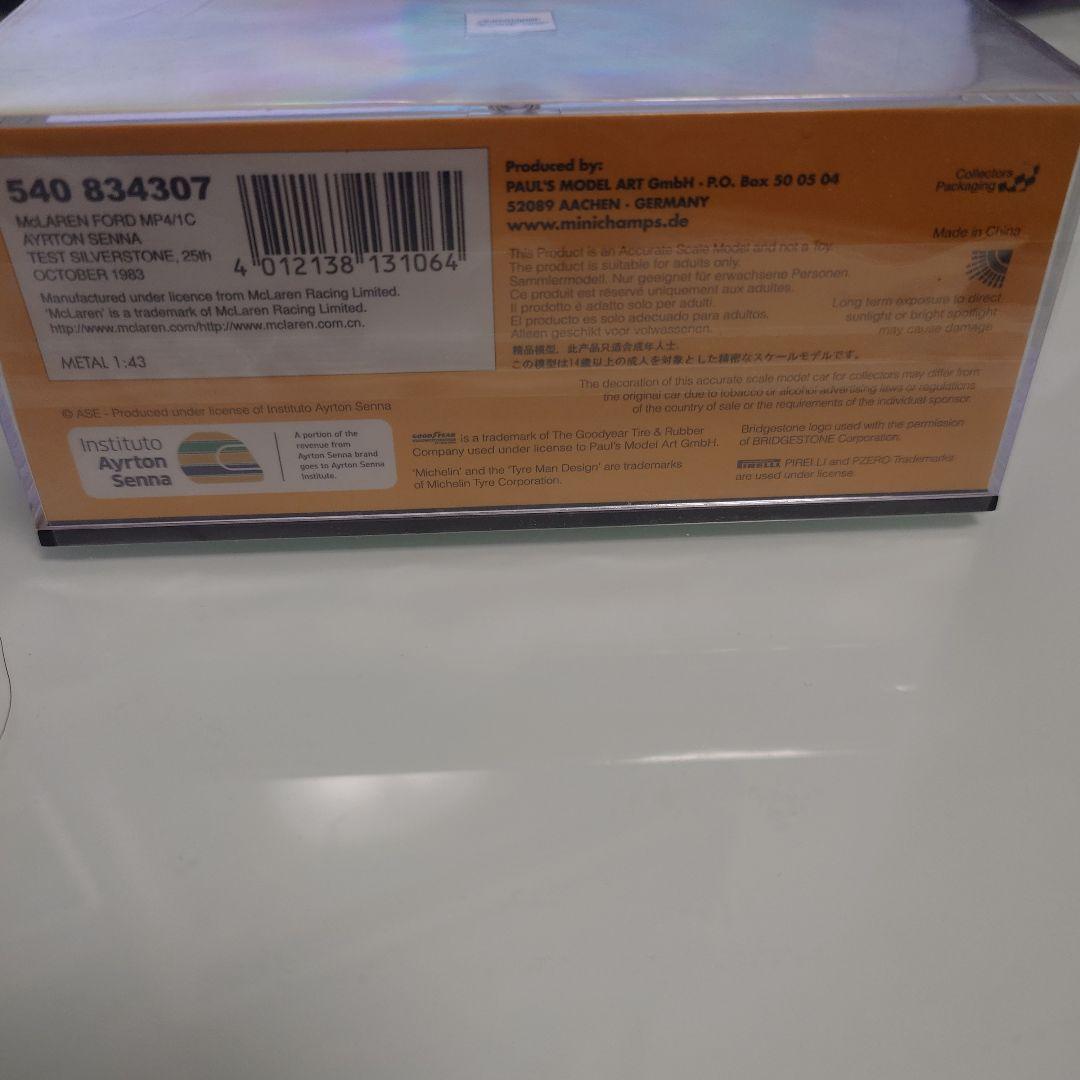 540 834307
McLAREN FORD MP4/1C
AYRTON SENNA
TEST SILVERSTONE, 25th
OCTOBER 1983
4 012138 131064
Manufactured under licence from McLaren Racing Limited.
'McLaren' is a trademark of McLaren Racing Limited.
http://www.mclaren.com/http://www.mclaren.com.cn.
METAL 1:43
Produced by:
PAUL'S MODEL ART GmbH · P.O. Box 50 05 04
52089 AACHEN · GERMANY
www.minichamps.de
This Product is an Accurate Scale Model and not a Toy.
The product is suitable for adults only.
Sammlermodell. Nur geeignet für erwachsene Personen.
Ce produit est réservé uniquement aux adultes.
Il prodotto è adatto solo per adulti.
El producto es solo adecuado para adultos.
Alleen geschikt voor volwassenen.
精品模型，此产品只适合成年人士.
この模型は14歳以上の成人を対象とした精密なスケールモデルです。
Collectors
Packaging
Made in China
Long term exposure to direct
sunlight or bright spotlight
may cause damage
The decoration of this accurate scale model car for collectors may differ from
the original car due to tobacco or alcohol advertising laws or regulations
of the country of sale or the requirements of the individual sponsor.
© ASE - Produced under license of Instituto Ayrton Senna
Instituto
Ayrton
Senna
A portion of the
revenue from
Ayrton Senna brand
goes to Ayrton Senna
Institute.
GOODYEAR is a trademark of The Goodyear Tire & Rubber
Company used under license to Paul's Model Art GmbH.
'Michelin' and the 'Tyre Man Design' are trademarks
of Michelin Tyre Corporation.
Bridgestone logo used with the permission
of BRIDGESTONE Corporation.
PIRELLI PIRELLI and PZERO Trademarks
are used under license